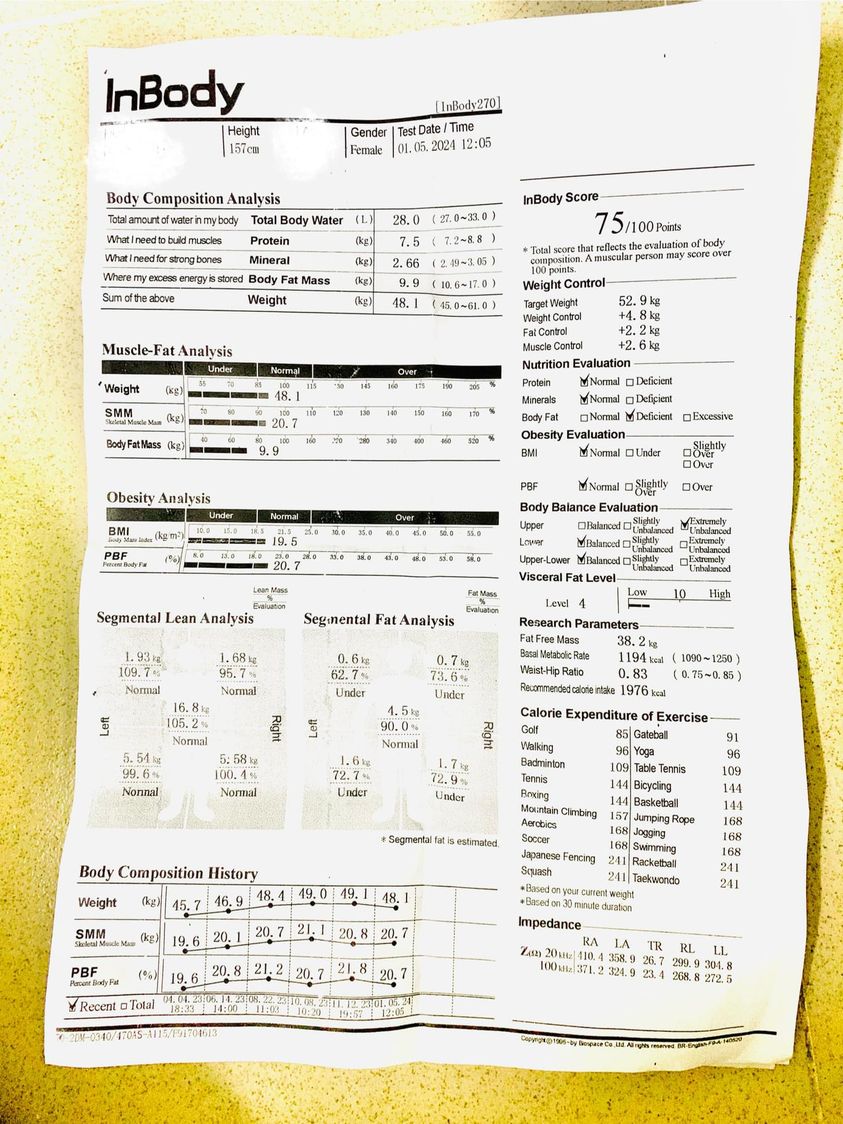 InBody
[InBody270]
Height
157cm
Gender
Female
Test Date / Time
01.05.2024 12:05
Body Composition Analysis
Total amount of water in my body Total Body Water (L) 28.0 (27.0~33.0)
What I need to build muscles Protein (kg) 7.5 (7.2~8.8)
What I need for strong bones Mineral (kg) 2.66 (2.49~3.05)
Where my excess energy is stored Body Fat Mass (kg) 9.9 (10.6~17.0)
Sum of the above Weight (kg) 48.1 (45.0~61.0)
Muscle-Fat Analysis
Under Normal Over
Weight (kg) 55 70 85 100 115 130 145 160 175 190 205 %
48.1
SMM (kg) 70 80 90 100 110 120 130 140 150 160 170 %
Skeletal Muscle Mass 20.7
Body Fat Mass (kg) 40 60 80 100 160 220 280 340 400 460 520 %
9.9
Obesity Analysis
Under Normal Over
BMI (kg/m²) 10.0 15.0 18.5 21.5 25.0 30.0 35.0 40.0 45.0 50.0 55.0
Body Mass Index 19.5
PBF (%) 8.0 13.0 18.0 23.0 28.0 33.0 38.0 43.0 48.0 53.0 58.0
Percent Body Fat 20.7
Lean Mass
%
Evaluation
Segmental Lean Analysis
1.93 kg 1.68 kg
109.7 % 95.7 %
Normal Normal
16.8 kg
105.2 %
Normal
Left Right
5.54 kg 5.58 kg
99.6 % 100.4 %
Normal Normal
Fat Mass
%
Evaluation
Segmental Fat Analysis
0.6 kg 0.7 kg
62.7 % 73.6 %
Under Under
4.5 kg
90.0 %
Normal
Left Right
1.6 kg 1.7 kg
72.7 % 72.9 %
Under Under
* Segmental fat is estimated.
Body Composition History
Weight (kg) 45.7 46.9 48.4 49.0 49.1 48.1
SMM (kg) 19.6 20.1 20.7 21.1 20.8 20.7
Skeletal Muscle Mass
PBF (%) 19.6 20.8 21.2 20.7 21.8 20.7
Percent Body Fat
Recent Total 04.04.23 06.14.23 08.22.23 10.08.23 11.12.23 01.05.24
18:33 14:00 11:03 10:20 19:57 12:05
InBody Score
75/100 Points
* Total score that reflects the evaluation of body
composition. A muscular person may score over
100 points.
Weight Control
Target Weight 52.9 kg
Weight Control +4.8 kg
Fat Control +2.2 kg
Muscle Control +2.6 kg
Nutrition Evaluation
Protein Normal Deficient
Minerals Normal Deficient
Body Fat Normal Deficient Excessive
Obesity Evaluation
BMI Normal Under Slightly Over
Over
PBF Normal Slightly Over Over
Body Balance Evaluation
Upper Balanced Slightly Unbalanced Extremely Unbalanced
Lower Balanced Slightly Unbalanced Extremely Unbalanced
Upper-Lower Balanced Slightly Unbalanced Extremely Unbalanced
Visceral Fat Level
Level 4 Low 10 High
Research Parameters
Fat Free Mass 38.2 kg
Basal Metabolic Rate 1194 kcal (1090~1250)
Waist-Hip Ratio 0.83 (0.75~0.85)
Recommended calorie intake 1976 kcal
Calorie Expenditure of Exercise
Golf 85 Gateball 91
Walking 96 Yoga 96
Badminton 109 Table Tennis 109
Tennis 144 Bicycling 144
Boxing 144 Basketball 144
Mountain Climbing 157 Jumping Rope 168
Aerobics 168 Jogging 168
Soccer 168 Swimming 168
Japanese Fencing 241 Racketball 241
Squash 241 Taekwondo 241
*Based on your current weight
*Based on 30 minute duration
Impedance
RA LA TR RL LL
Z(Ω) 20 kHz 410.4 358.9 26.7 299.9 304.8
100 kHz 371.2 324.9 23.4 268.8 272.5
Copyright©1996~by Biospace Co., Ltd. All rights reserved. BR-English-F9-A-140520